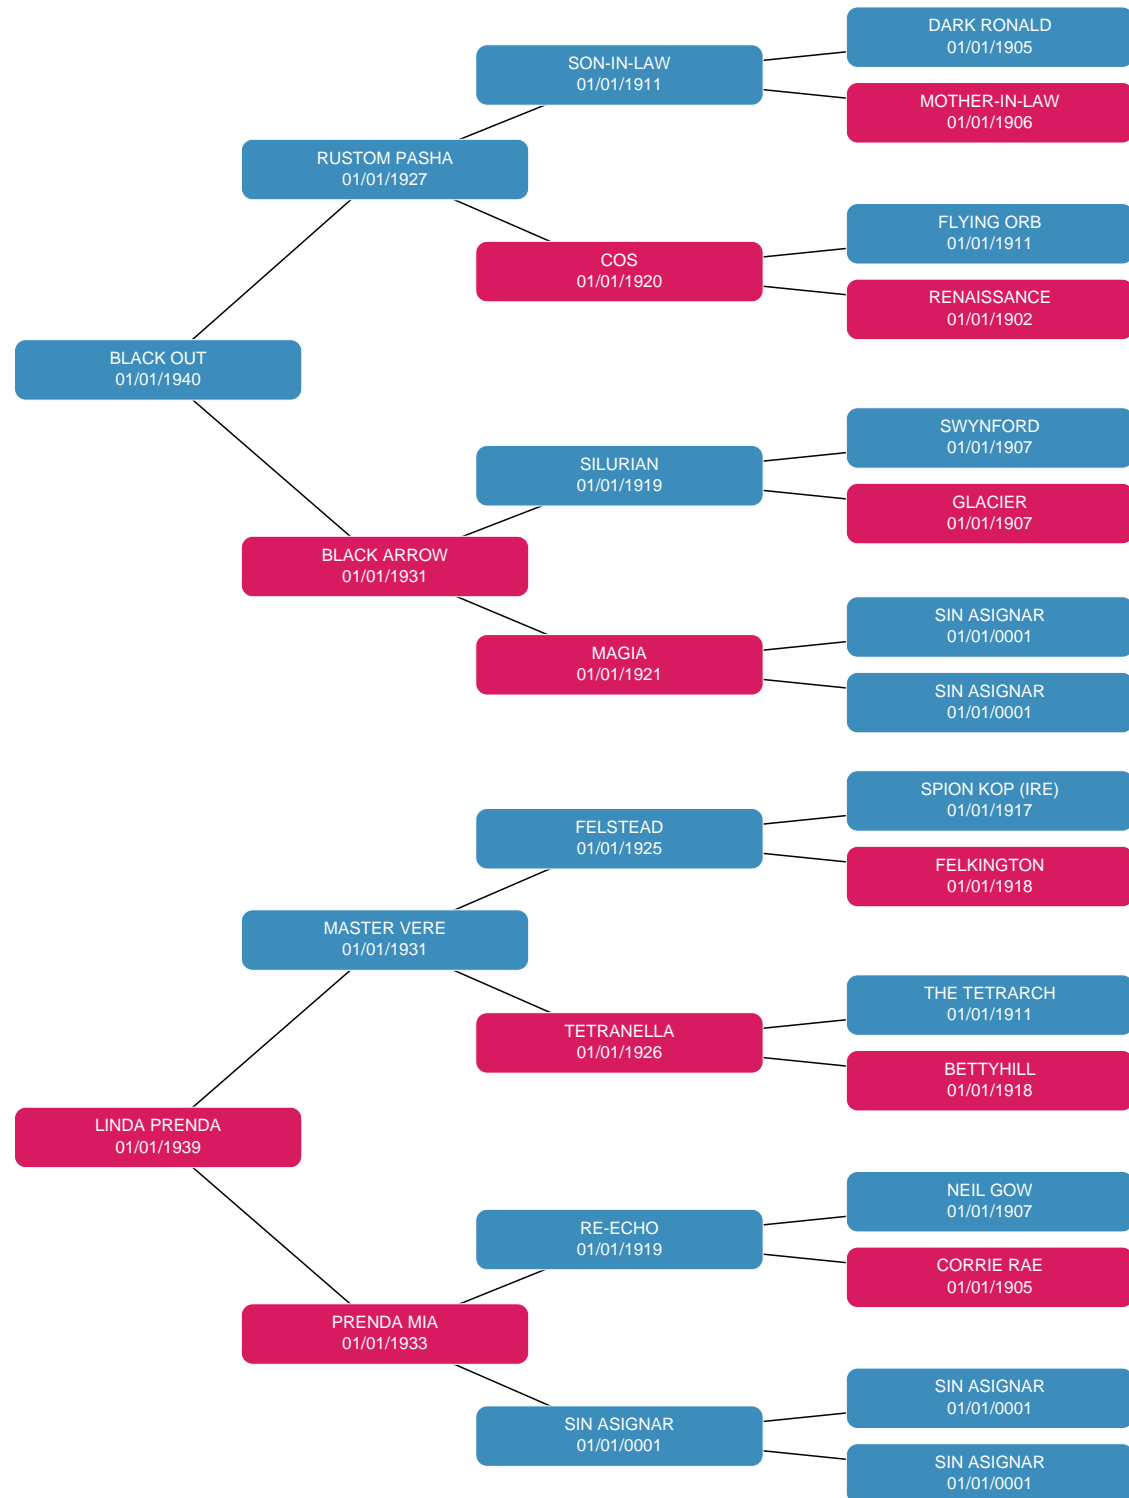 DARK RONALD
01/01/1905
SON-IN-LAW
01/01/1911
MOTHER-IN-LAW
01/01/1906
RUSTOM PASHA
01/01/1927
FLYING ORB
01/01/1911
COS
01/01/1920
RENAISSANCE
01/01/1902
BLACK OUT
01/01/1940
SWYNFORD
01/01/1907
SILURIAN
01/01/1919
GLACIER
01/01/1907
BLACK ARROW
01/01/1931
SIN ASIGNAR
01/01/0001
MAGIA
01/01/1921
SIN ASIGNAR
01/01/0001
SPION KOP (IRE)
01/01/1917
FELSTEAD
01/01/1925
FELKINGTON
01/01/1918
MASTER VERE
01/01/1931
THE TETRARCH
01/01/1911
TETRANELLA
01/01/1926
BETTYHILL
01/01/1918
LINDA PRENDA
01/01/1939
NEIL GOW
01/01/1907
RE-ECHO
01/01/1919
CORRIE RAE
01/01/1905
PRENDA MIA
01/01/1933
SIN ASIGNAR
01/01/0001
SIN ASIGNAR
01/01/0001
SIN ASIGNAR
01/01/0001